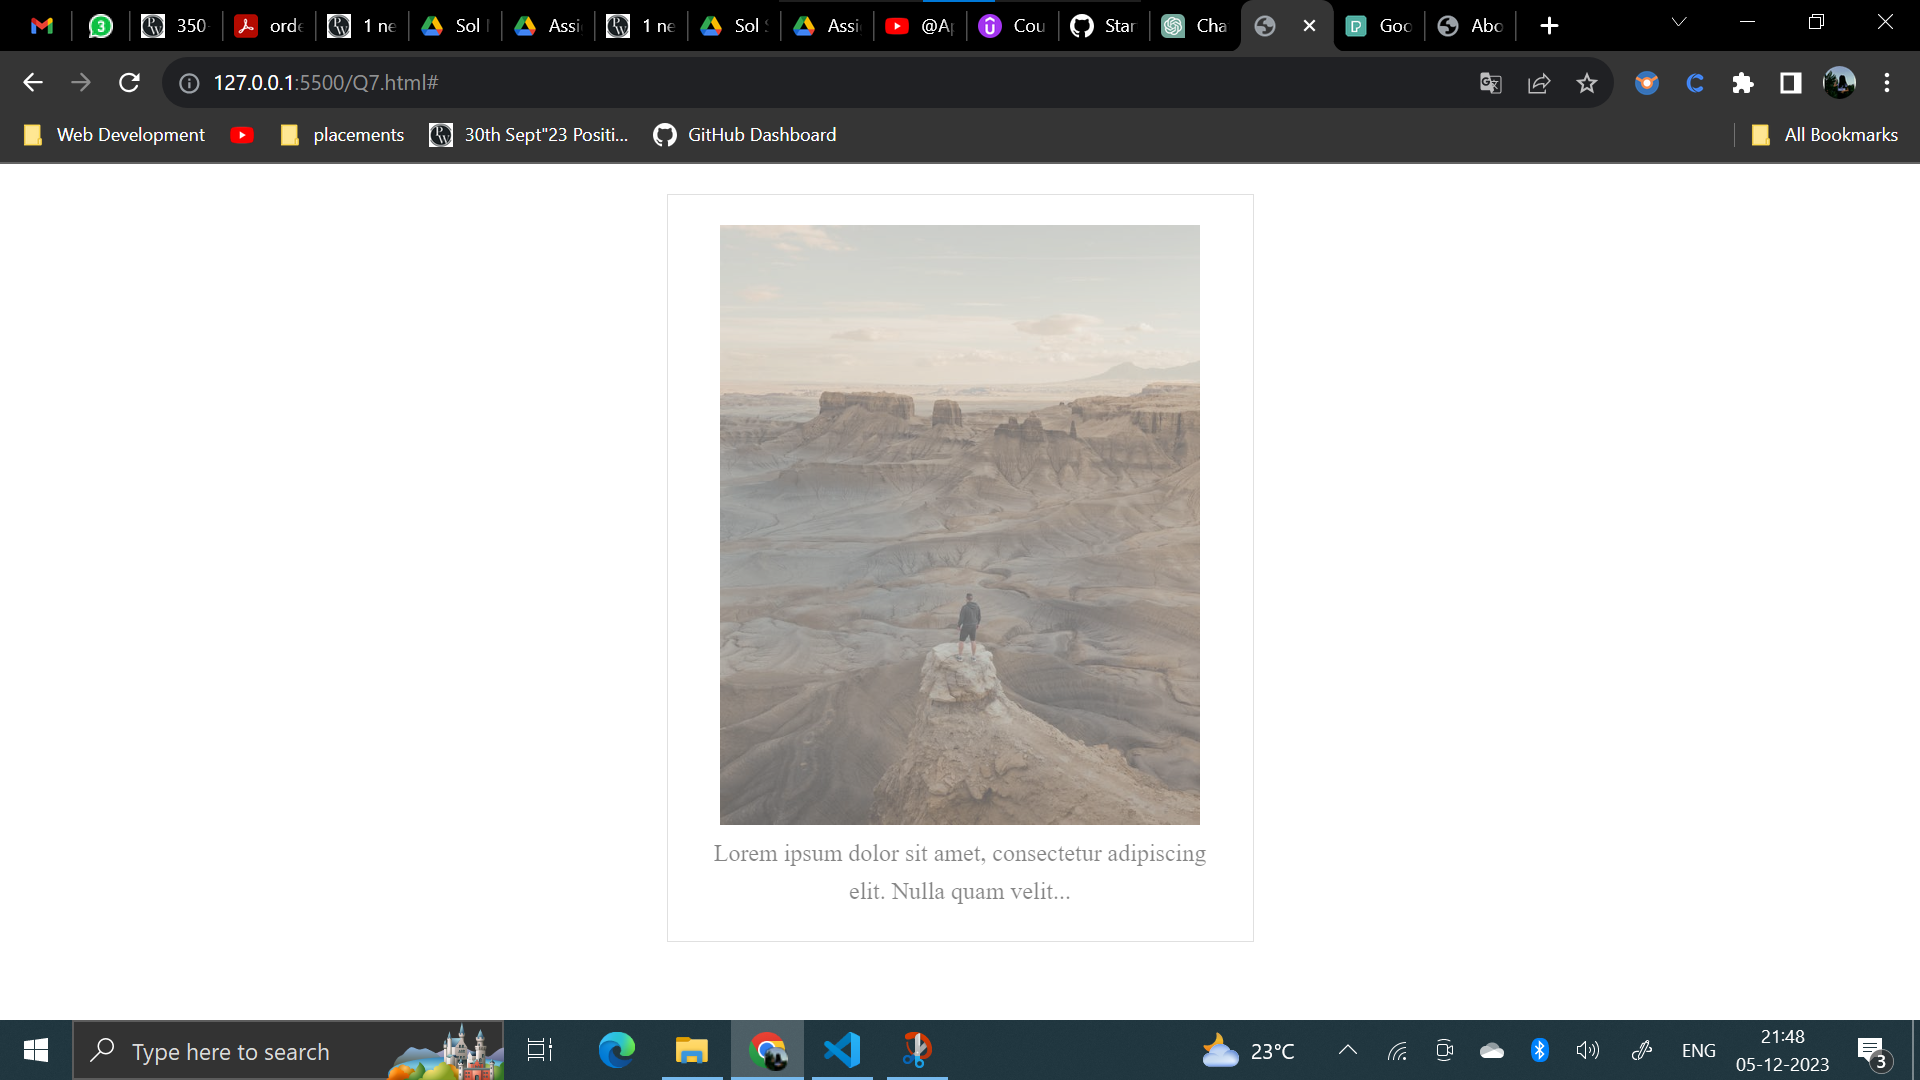 3
350-
orde
1 ne
Sol I
Assi
1 ne
Sol S
Assi
@Ap
Cou
Star
Cha
Goo
Abo
127.0.0.1:5500/Q7.html#
Web Development
placements
30th Sept"23 Positi...
GitHub Dashboard
All Bookmarks
Lorem ipsum dolor sit amet, consectetur adipiscing
elit. Nulla quam velit...
Type here to search
23°C
ENG
21:48
05-12-2023
3